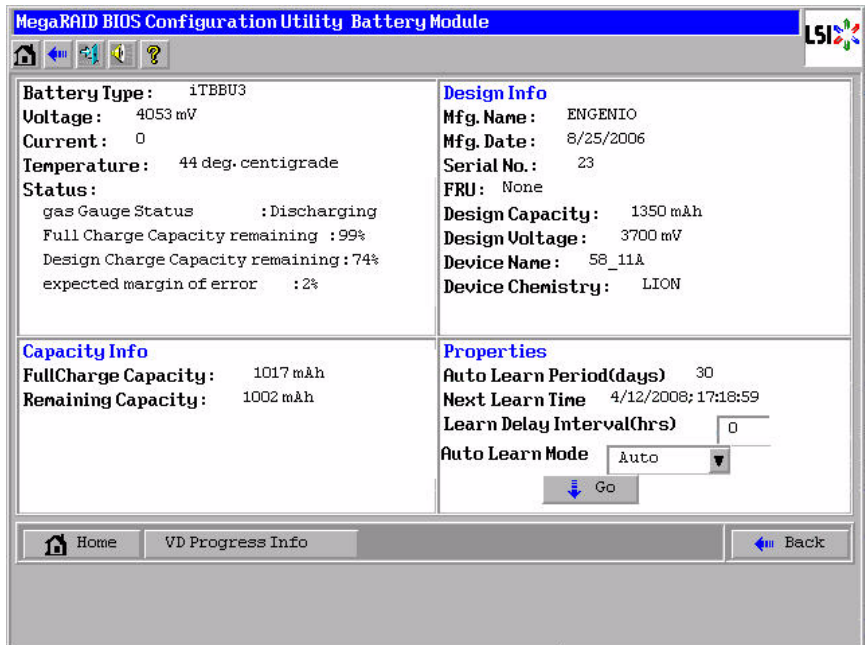 MegaRAID BIOS Configuration Utility Battery Module
LSI
?
Battery Type: iTBBU3
Voltage: 4053 mV
Current: 0
Temperature: 44 deg. centigrade
Status:
gas Gauge Status :Discharging
Full Charge Capacity remaining :99%
Design Charge Capacity remaining:74%
expected margin of error :2%
Design Info
Mfg. Name: ENGENIO
Mfg. Date: 8/25/2006
Serial No.: 23
FRU: None
Design Capacity: 1350 mAh
Design Voltage: 3700 mV
Device Name: 58_11A
Device Chemistry: LION
Capacity Info
FullCharge Capacity: 1017 mAh
Remaining Capacity: 1002 mAh
Properties
Auto Learn Period(days) 30
Next Learn Time 4/12/2008; 17:18:59
Learn Delay Interval(hrs) 0
Auto Learn Mode Auto
Go
Home VD Progress Info Back